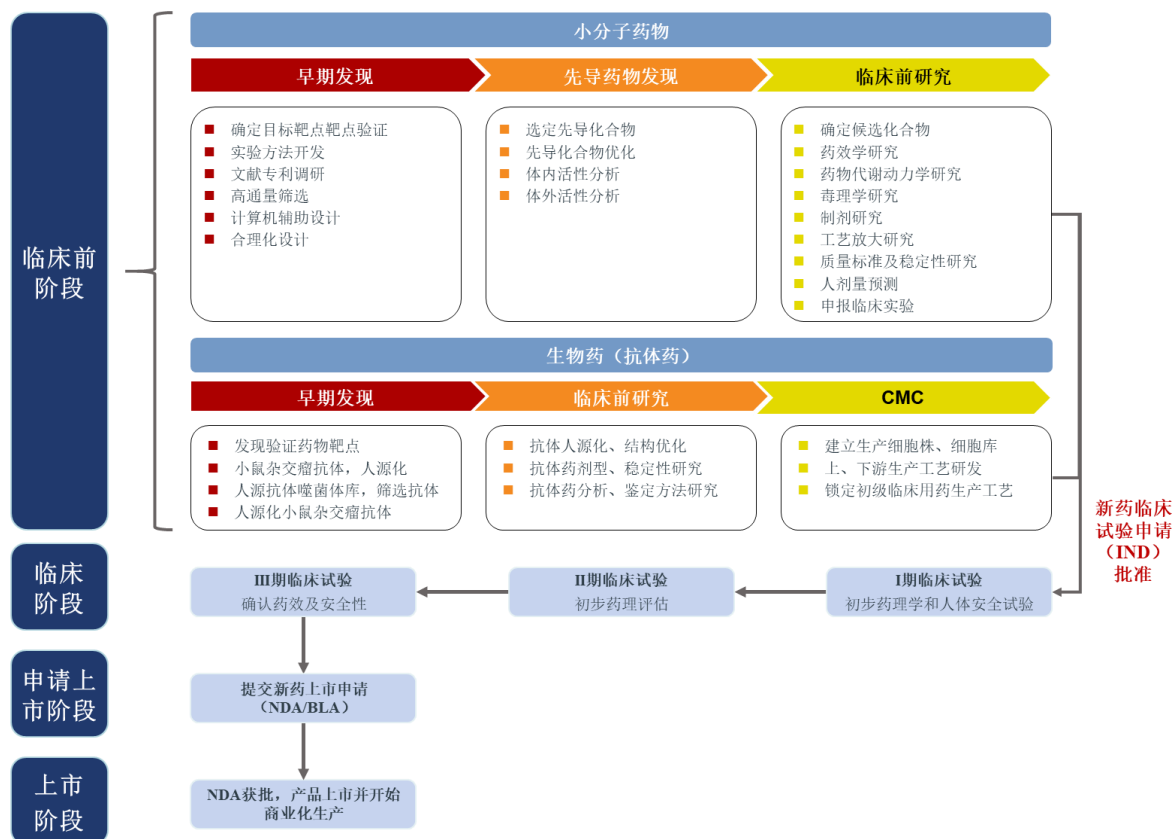 临床前
阶段
小分子药物
早期发现
先导药物发现
临床前研究
确定目标靶点靶点验证
实验方法开发
文献专利调研
高通量筛选
计算机辅助设计
合理化设计
选定先导化合物
先导化合物优化
体内活性分析
体外活性分析
确定候选化合物
药效学研究
药物代谢动力学研究
毒理学研究
制剂研究
工艺放大研究
质量标准及稳定性研究
人剂量预测
申报临床实验
生物药（抗体药）
早期发现
临床前研究
CMC
发现验证药物靶点
小鼠杂交瘤抗体，人源化
人源抗体噬菌体库，筛选抗体
人源化小鼠杂交瘤抗体
抗体人源化、结构优化
抗体药剂型、稳定性研究
抗体药分析、鉴定方法研究
建立生产细胞株、细胞库
上、下游生产工艺研发
锁定初级临床用药生产工艺
新药临床
试验申请
（IND）
批准
临床
阶段
III期临床试验
确认药效及安全性
II期临床试验
初步药理评估
I期临床试验
初步药理学和人体安全试验
申请上
市阶段
提交新药上市申请
（NDA/BLA）
上市
阶段
NDA获批，产品上市并开始
商业化生产